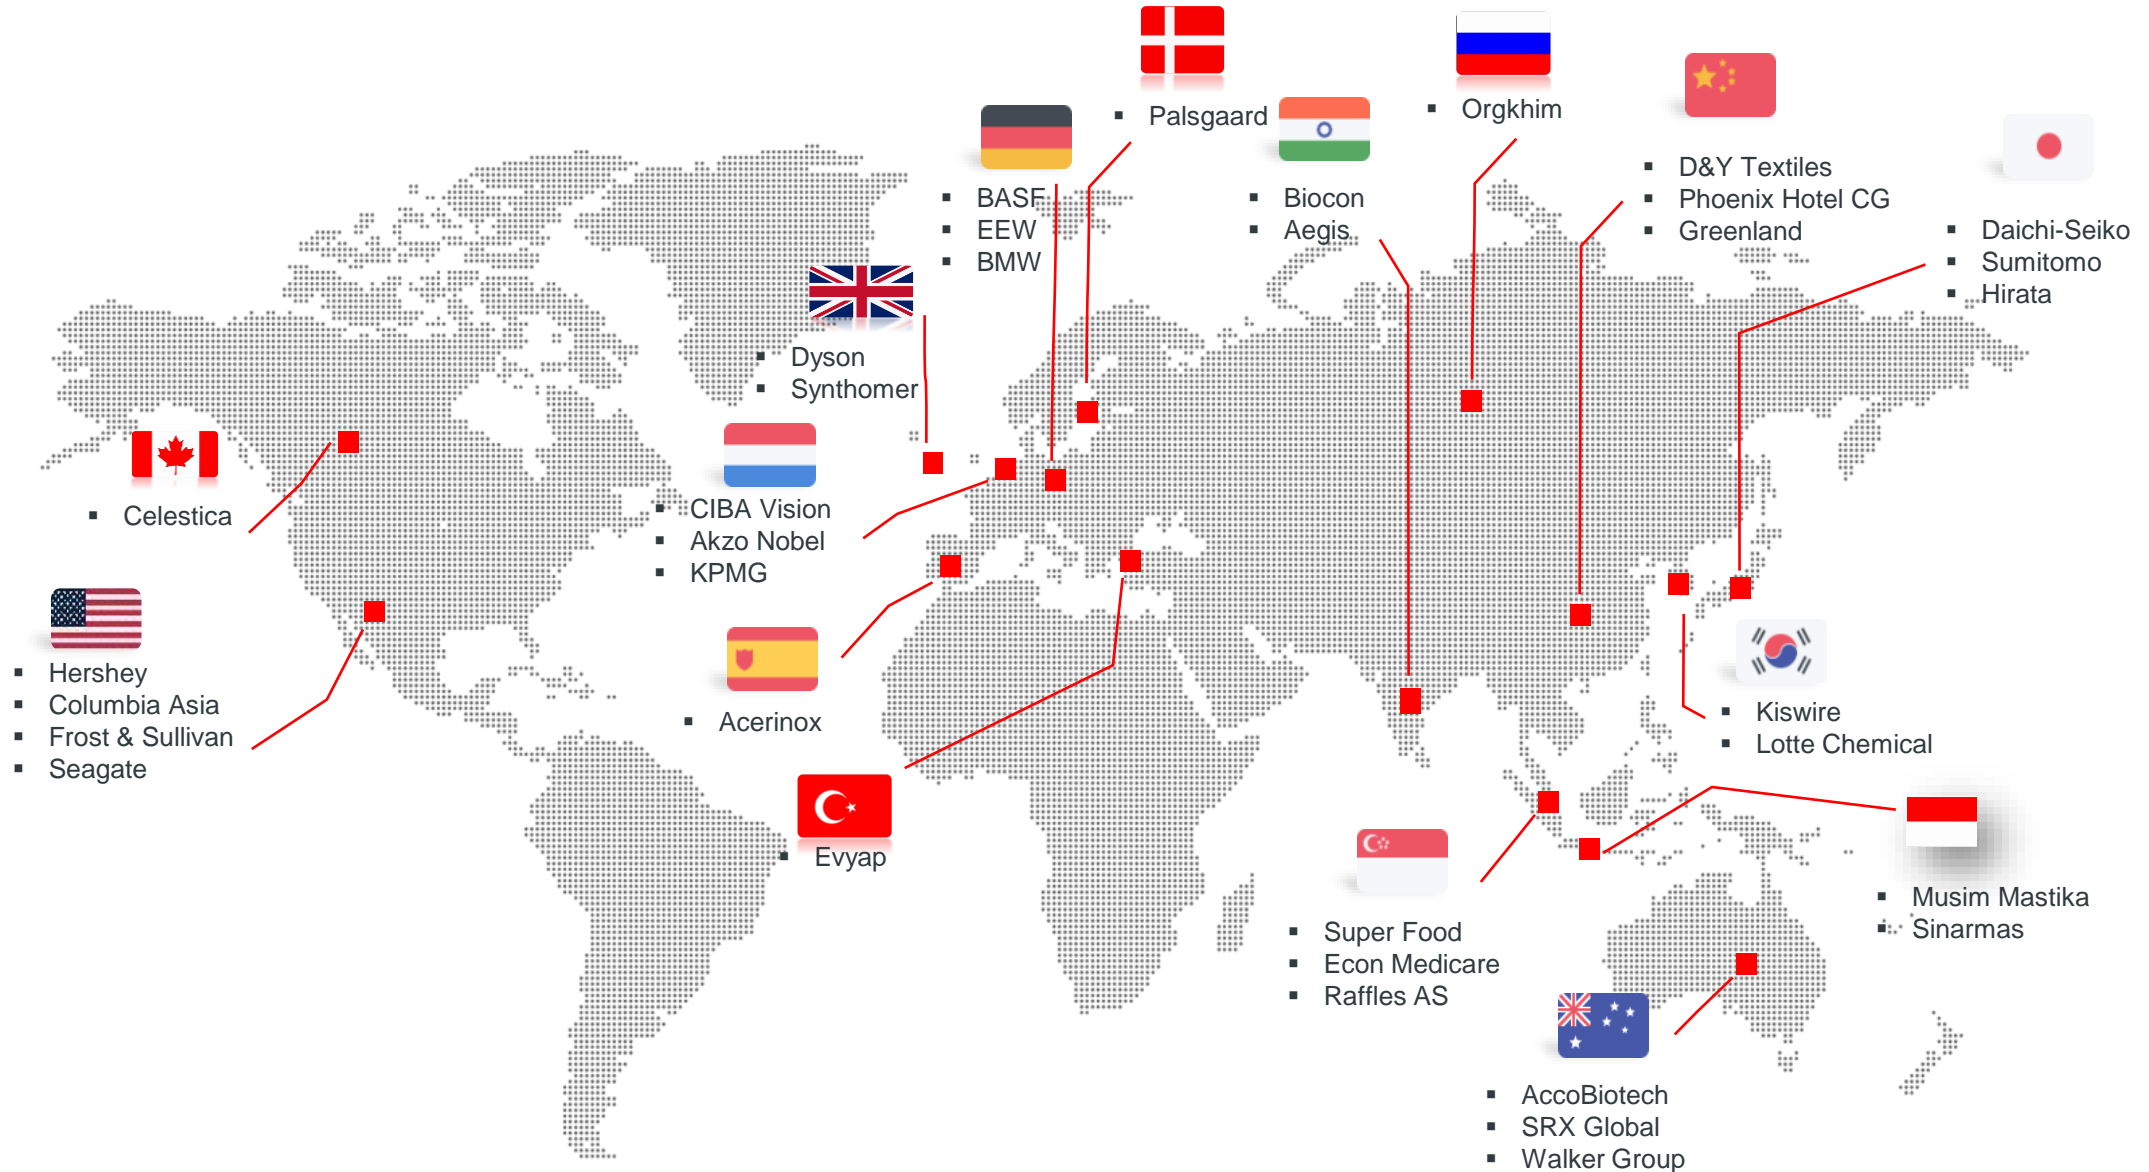 ▪ Palsgaard
▪ Orgkhim
▪ BASF
▪ EEW
▪ BMW
▪ Biocon
▪ Aegis
▪ D&Y Textiles
▪ Phoenix Hotel CG
▪ Greenland
▪ Daichi-Seiko
▪ Sumitomo
▪ Hirata
▪ Dyson
▪ Synthomer
▪ Celestica
▪ CIBA Vision
▪ Akzo Nobel
▪ KPMG
▪ Hershey
▪ Columbia Asia
▪ Frost & Sullivan
▪ Seagate
▪ Acerinox
▪ Kiswire
▪ Lotte Chemical
▪ Evyap
▪ Musim Mastika
▪ Sinarmas
▪ Super Food
▪ Econ Medicare
▪ Raffles AS
▪ AccoBiotech
▪ SRX Global
▪ Walker Group